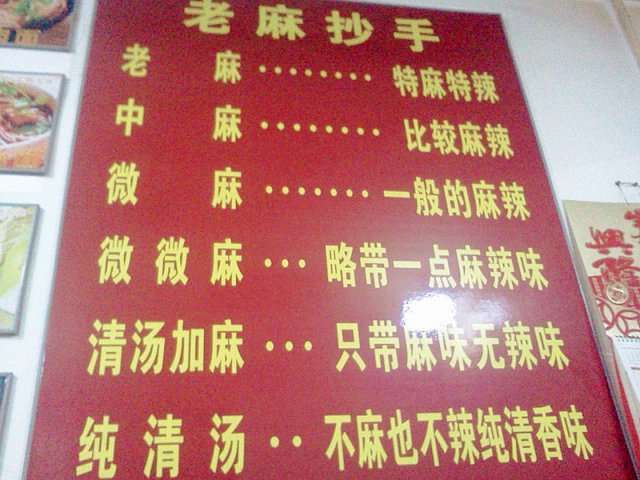 老麻抄手
老麻········特麻特辣
中麻·········比较麻辣
微麻·······一般的麻辣
微微麻···略带一点麻辣味
清汤加麻···只带麻味无辣味
纯清汤··不麻也不辣纯清香味